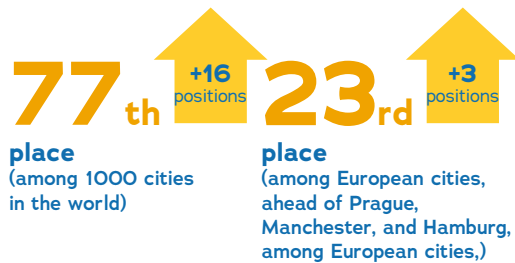 77th
+16
positions
place
(among 1000 cities
in the world)
23rd
+3
positions
place
(among European cities,
ahead of Prague,
Manchester, and Hamburg,
among European cities,)